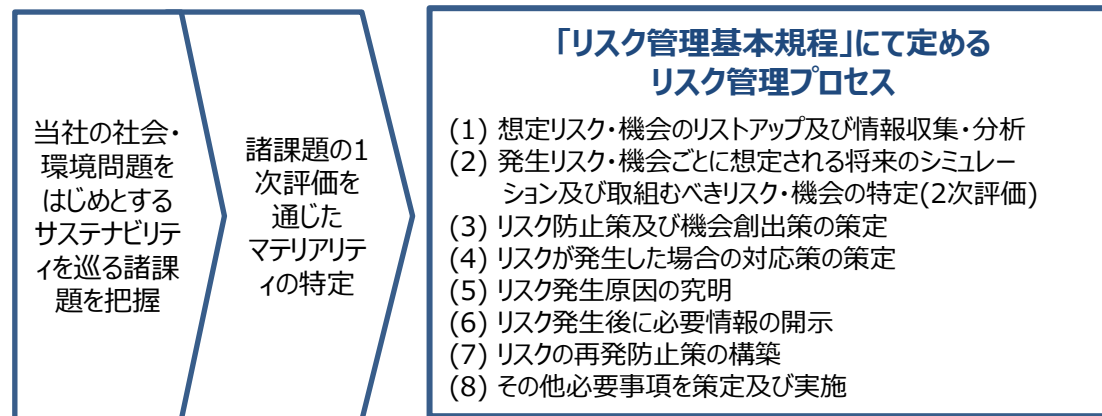 当社の社会・
環境問題を
はじめとする
サステナビリテ
ィを巡る諸課
題を把握
諸課題の1
次評価を
通じた
マテリアリテ
ィの特定
「リスク管理基本規程」にて定める
リスク管理プロセス
(1) 想定リスク・機会のリストアップ及び情報収集・分析
(2) 発生リスク・機会ごとに想定される将来のシミュレー
ション及び取組むべきリスク・機会の特定(2次評価)
(3) リスク防止策及び機会創出策の策定
(4) リスクが発生した場合の対応策の策定
(5) リスク発生原因の究明
(6) リスク発生後に必要情報の開示
(7) リスクの再発防止策の構築
(8) その他必要事項を策定及び実施